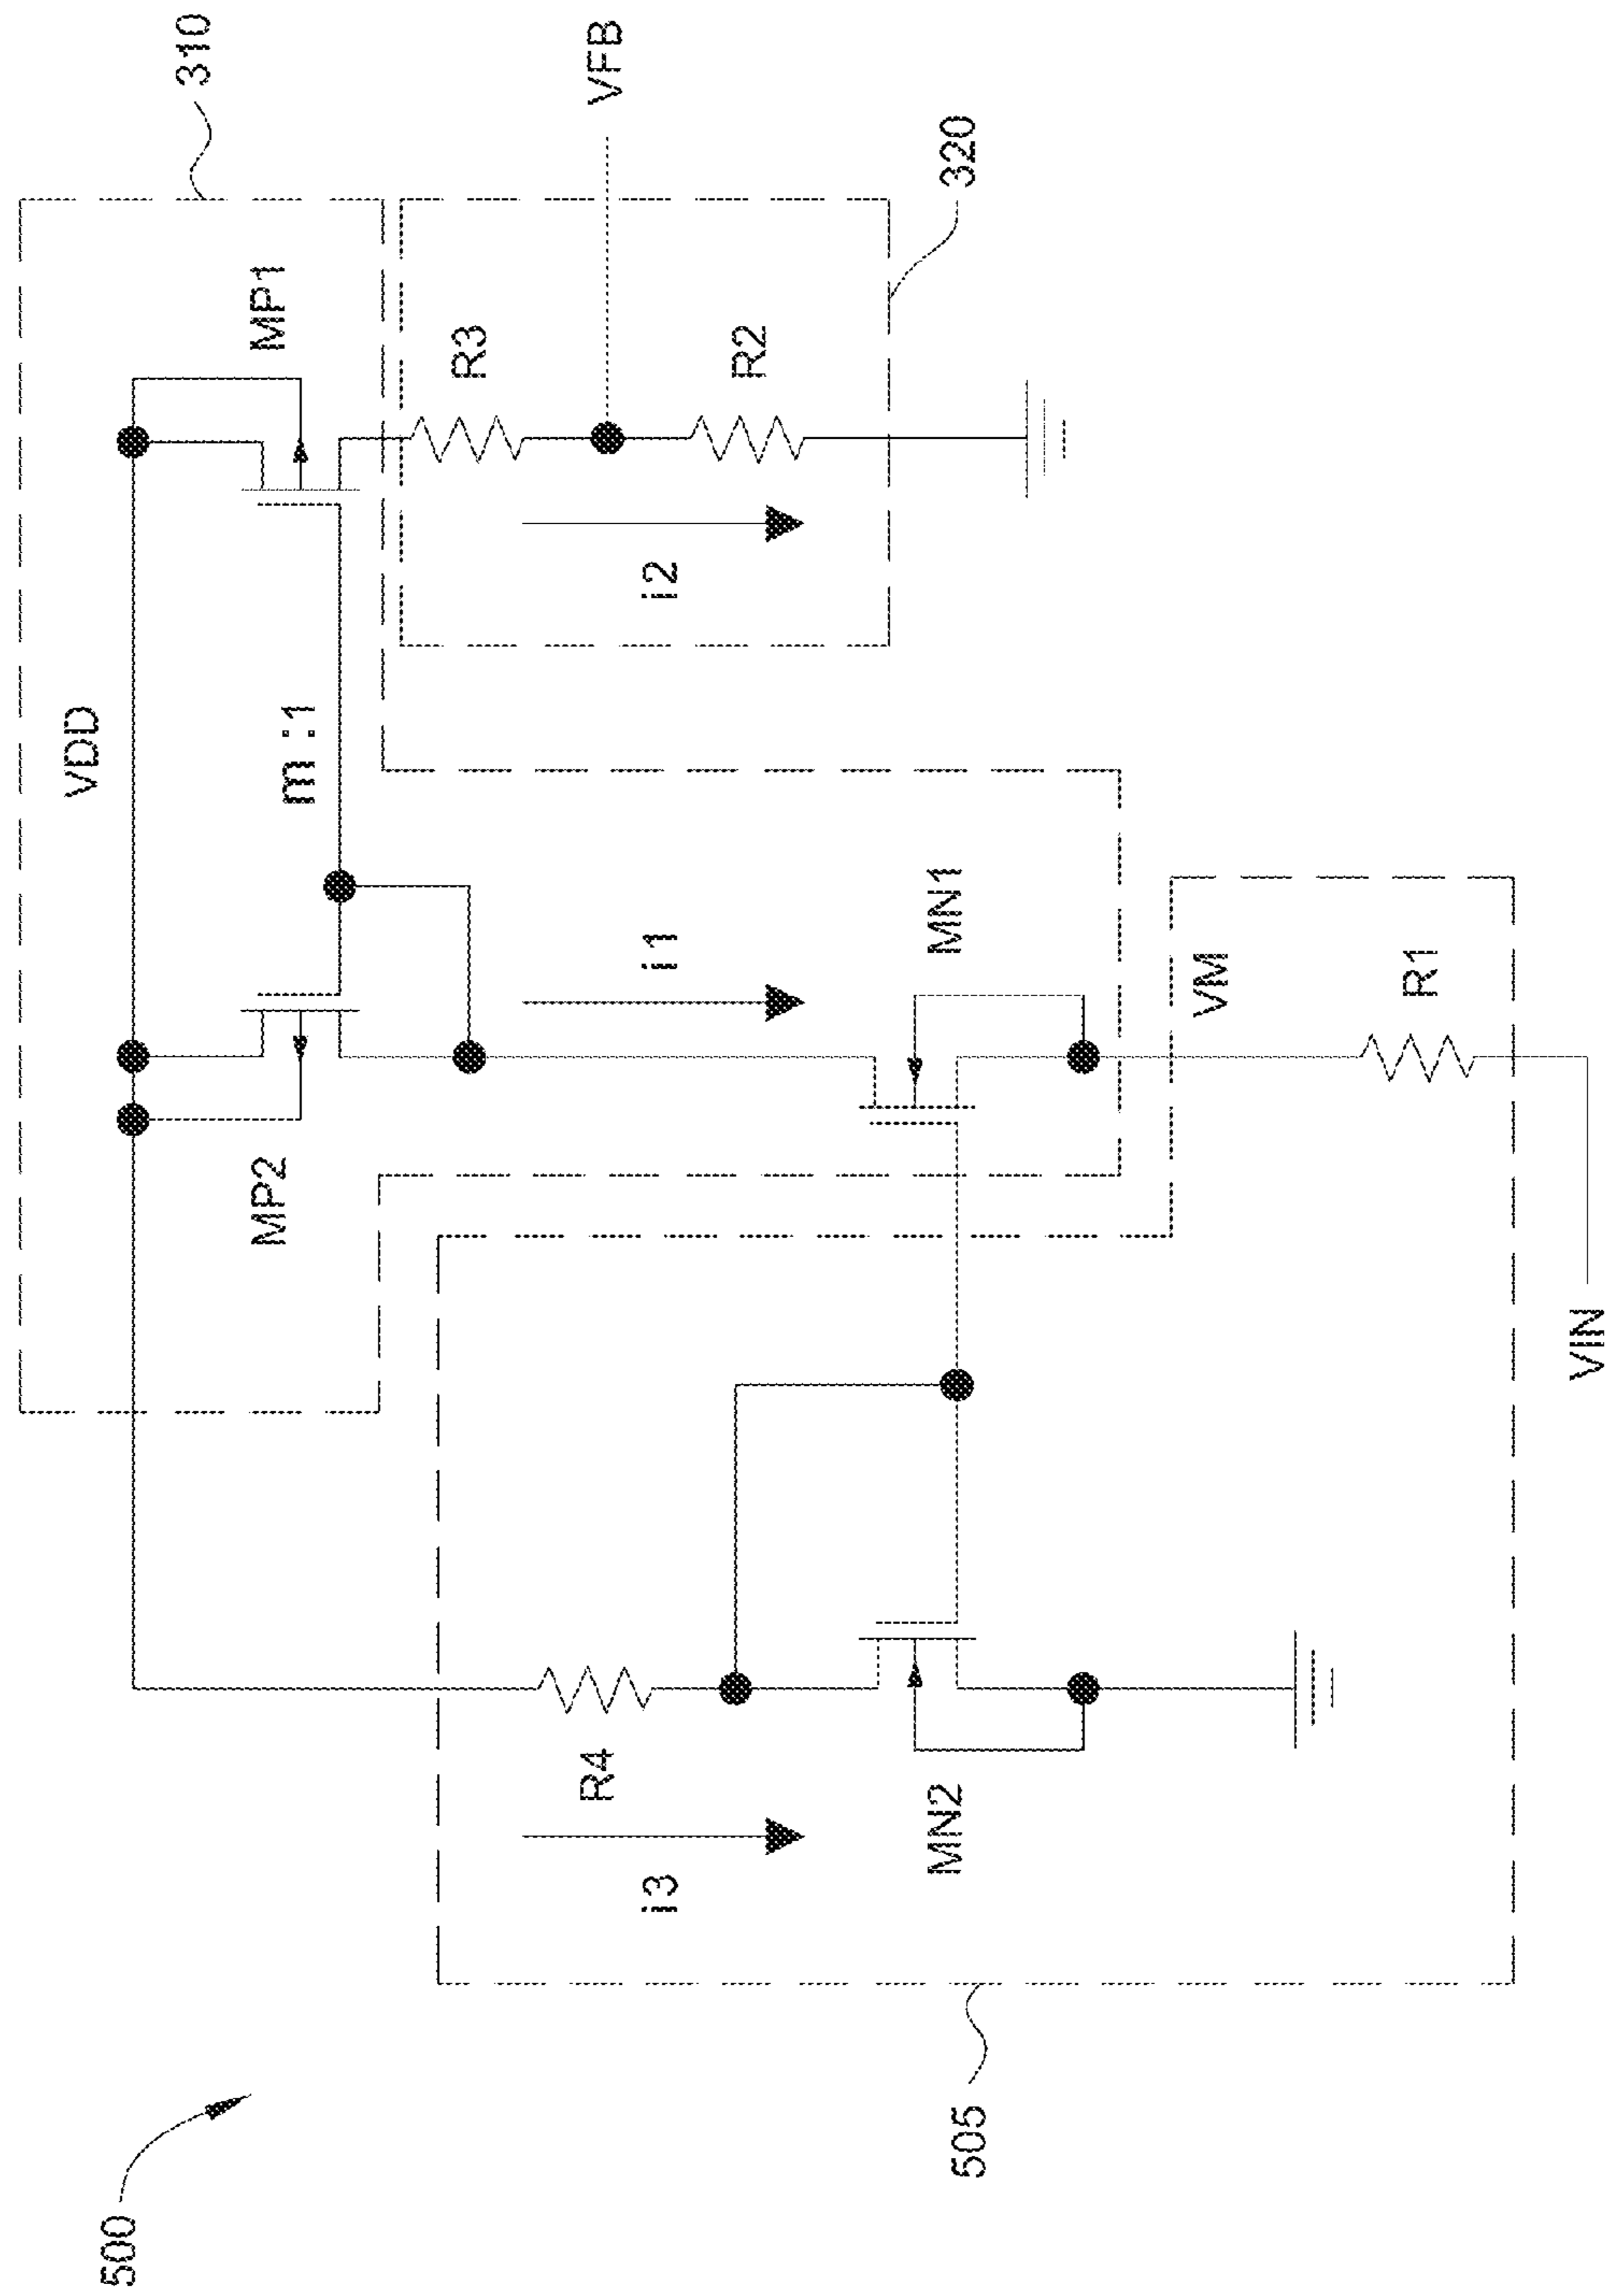 500
VDD
310
MP2
m : 1
MP1
R3
VFB
i3
R4
i1
i2
R2
320
MN2
MN1
505
VM
R1
VIN